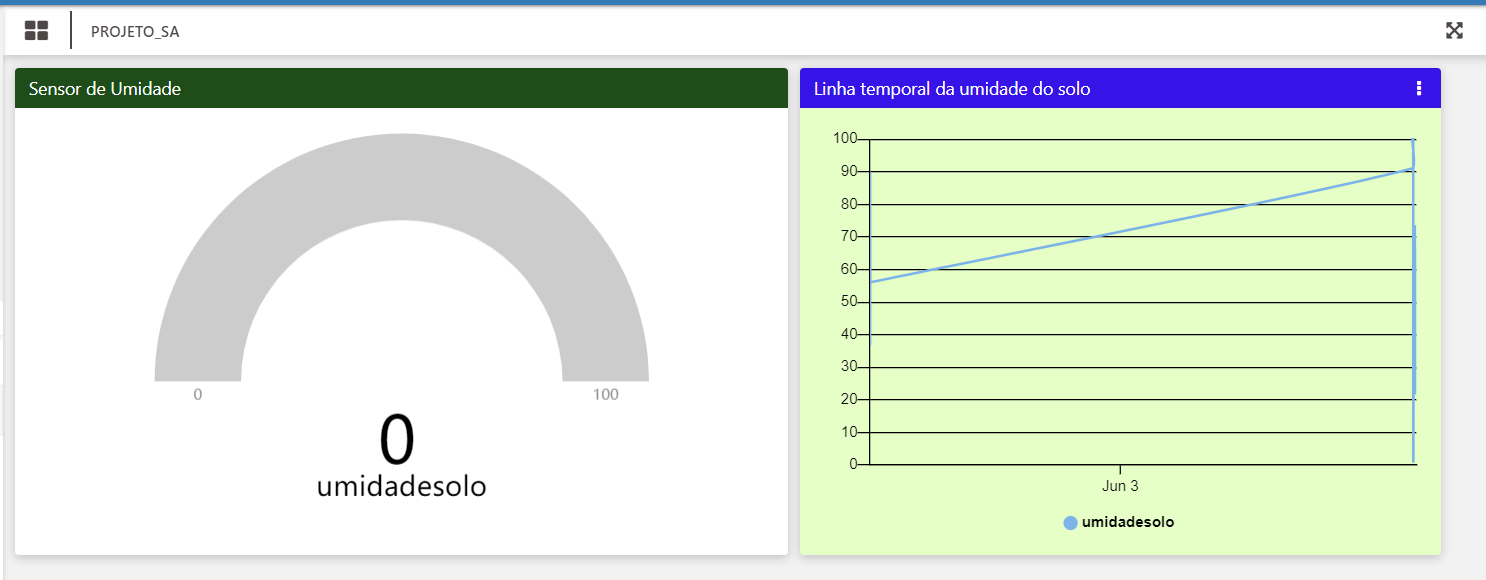 PROJETO_SA
Sensor de Umidade
0
100
0
umidadesolo
Linha temporal da umidade do solo
100
90
80
70
60
50
40
30
20
10
0
Jun 3
umidadesolo